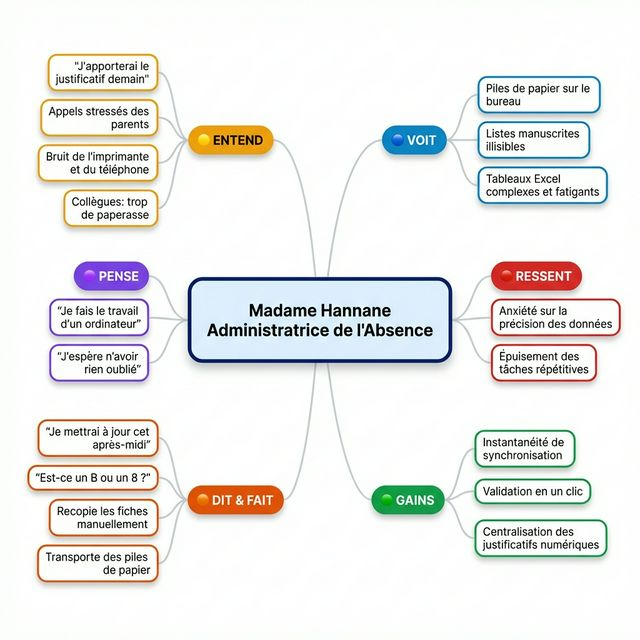 Madame Hannane
Administratrice de l'Absence
ENTEND
"J'apporterai le
justificatif demain"
Appels stressés des
parents
Bruit de l'imprimante
et du téléphone
Collègues: trop
de paperasse
VOIT
Piles de papier sur le
bureau
Listes manuscrites
illisibles
Tableaux Excel
complexes et fatigants
PENSE
“Je fais le travail
d’un ordinateur”
“J'espère n'avoir
rien oublié”
RESSENT
Anxiété sur la
précision des données
Épuisement des
tâches répétitives
DIT & FAIT
“Je mettrai à jour cet
après-midi”
“Est-ce un B ou un 8 ?”
Recopie les fiches
manuellement
Transporte des piles
de papier
GAINS
Instantanéité de
synchronisation
Validation en un clic
Centralisation des
justificatifs numériques